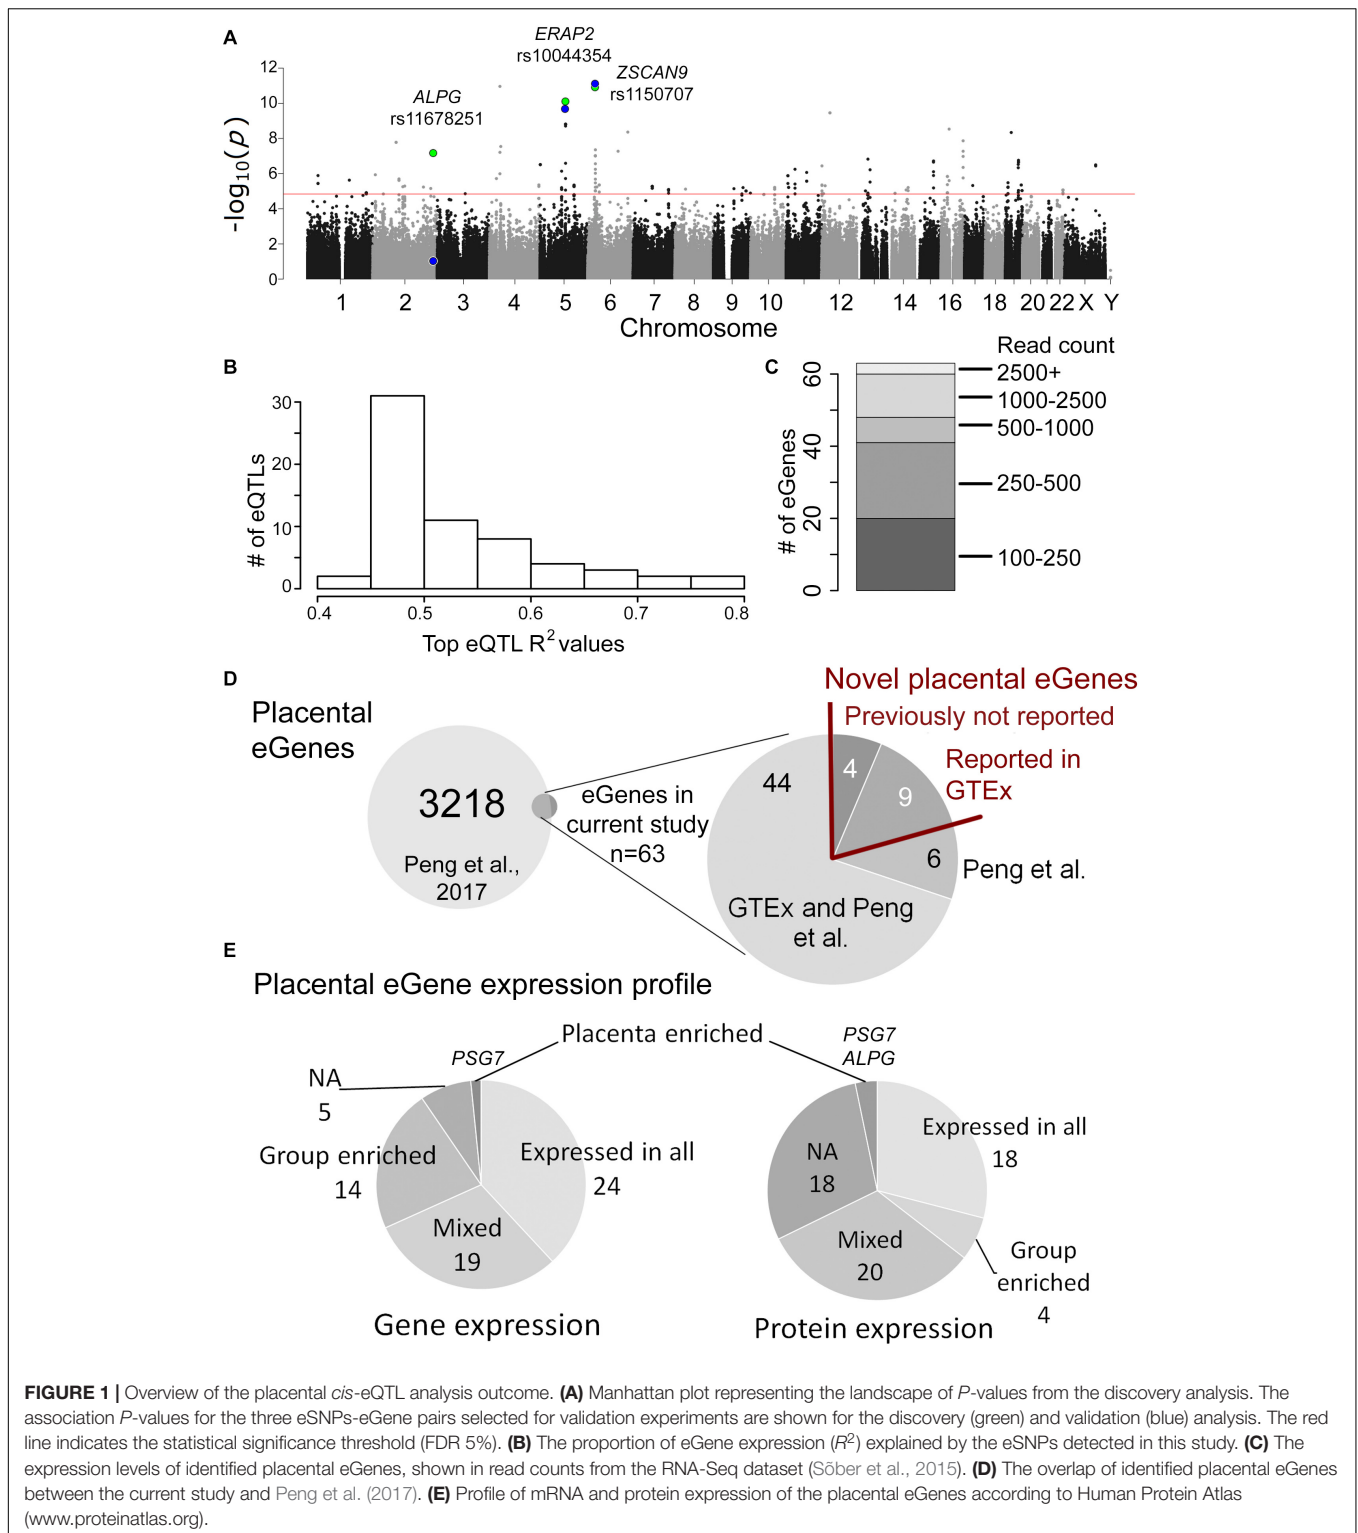 A
ERAP2
rs10044354
ZSCAN9
rs1150707
ALPG
rs11678251
12
10
8
6
4
2
0
-log10(p)
1 2 3 4 5 6 7 8 9 10 12 14 16 18 20 22 X Y
Chromosome
B
30
20
10
0
# of eQTLs
0.4 0.5 0.6 0.7 0.8
Top eQTL R2 values
C
Read count
2500+
1000-2500
500-1000
250-500
100-250
60
40
20
0
# of eGenes
D
Placental
eGenes
3218
Peng et al.,
2017
eGenes in
current study
n=63
Novel placental eGenes
Previously not reported
Reported in
GTEx
44
4
9
6
Peng et al.
GTEx and Peng
et al.
E
Placental eGene expression profile
Placenta enriched
PSG7
NA
5
Group enriched
14
Expressed in all
24
Mixed
19
Gene expression
PSG7
ALPG
Expressed in all
18
NA
18
Mixed
20
Group
enriched
4
Protein expression
FIGURE 1 | Overview of the placental cis-eQTL analysis outcome. (A) Manhattan plot representing the landscape of P-values from the discovery analysis. The
association P-values for the three eSNPs-eGene pairs selected for validation experiments are shown for the discovery (green) and validation (blue) analysis. The red
line indicates the statistical significance threshold (FDR 5%). (B) The proportion of eGene expression (R2) explained by the eSNPs detected in this study. (C) The
expression levels of identified placental eGenes, shown in read counts from the RNA-Seq dataset (Sõber et al., 2015). (D) The overlap of identified placental eGenes
between the current study and Peng et al. (2017). (E) Profile of mRNA and protein expression of the placental eGenes according to Human Protein Atlas
(www.proteinatlas.org).